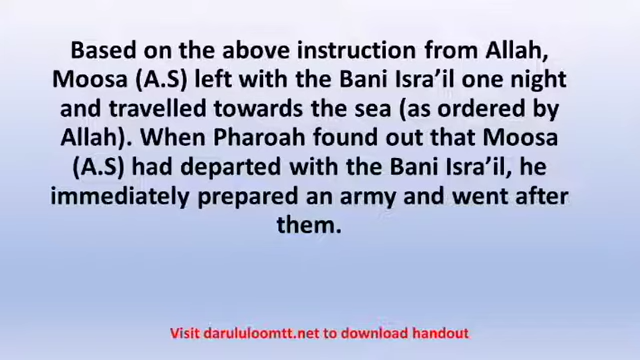 Based on the above instruction from Allah,
Moosa (A.S) left with the Bani Isra’il one night
and travelled towards the sea (as ordered by
Allah). When Pharoah found out that Moosa
(A.S) had departed with the Bani Isra’il, he
immediately prepared an army and went after
them.
Visit darululoomtt.net to download handout